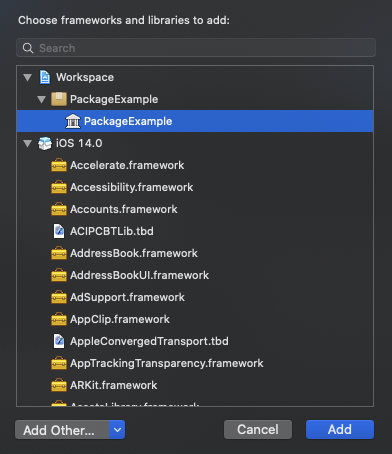 Choose frameworks and libraries to add:
Search
Workspace
PackageExample
PackageExample
iOS 14.0
Accelerate.framework
Accessibility.framework
Accounts.framework
ACIPCBTLib.tbd
AddressBook.framework
AddressBookUI.framework
AdSupport.framework
AppClip.framework
AppleConvergedTransport.tbd
AppTrackingTransparency.framework
ARKit.framework
AssetsLibrary.framework
Add Other...
Cancel
Add